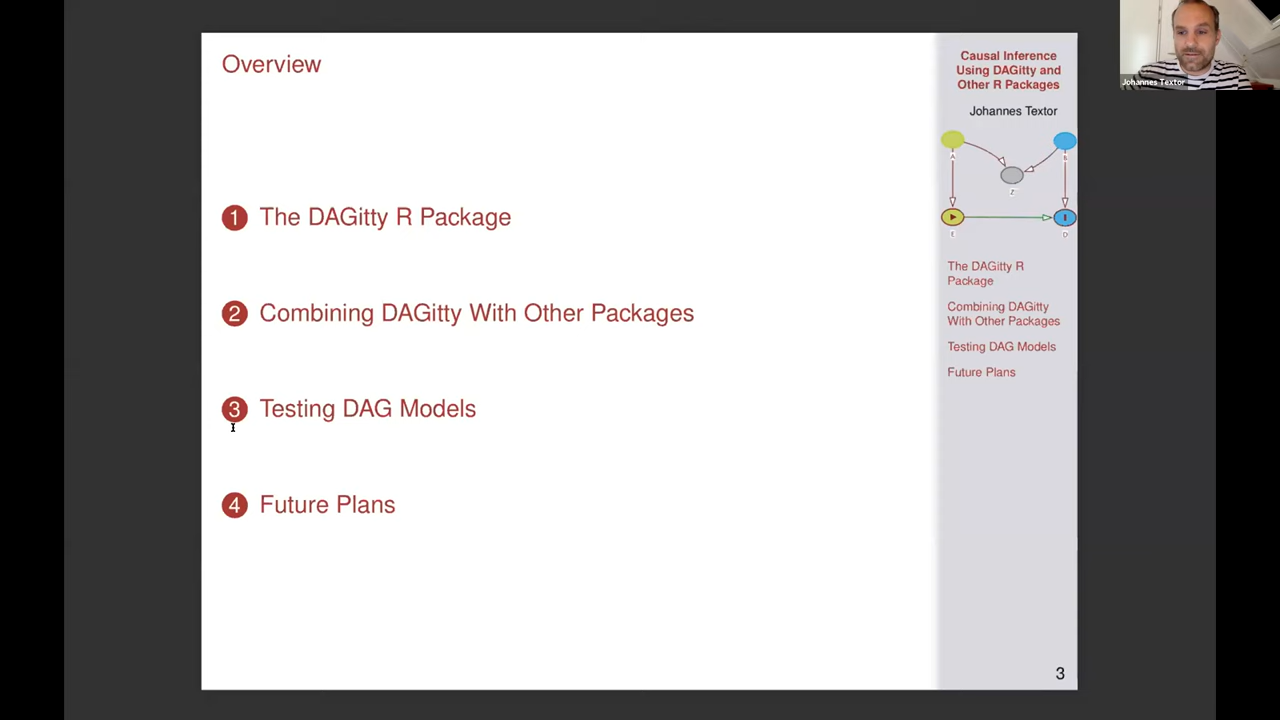 Overview
1 The DAGitty R Package
2 Combining DAGitty With Other Packages
3 Testing DAG Models
4 Future Plans
Causal Inference
Using DAGitty and
Other R Packages
Johannes Textor
A
B
Z
E
D
The DAGitty R
Package
Combining DAGitty
With Other Packages
Testing DAG Models
Future Plans
3
Johannes Textor